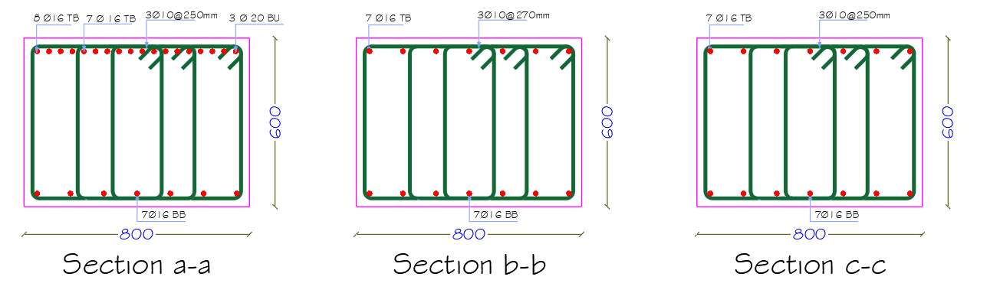 8 Ø16 TB 7 Ø 16 TB 3Ø10@250mm 3 Ø 20 BU
600
7Ø16 BB
800
Section a-a
7 Ø16 TB 3Ø10@270mm
600
7Ø16 BB
800
Section b-b
7 Ø16 TB 3Ø10@250mm
600
7Ø16 BB
800
Section c-c